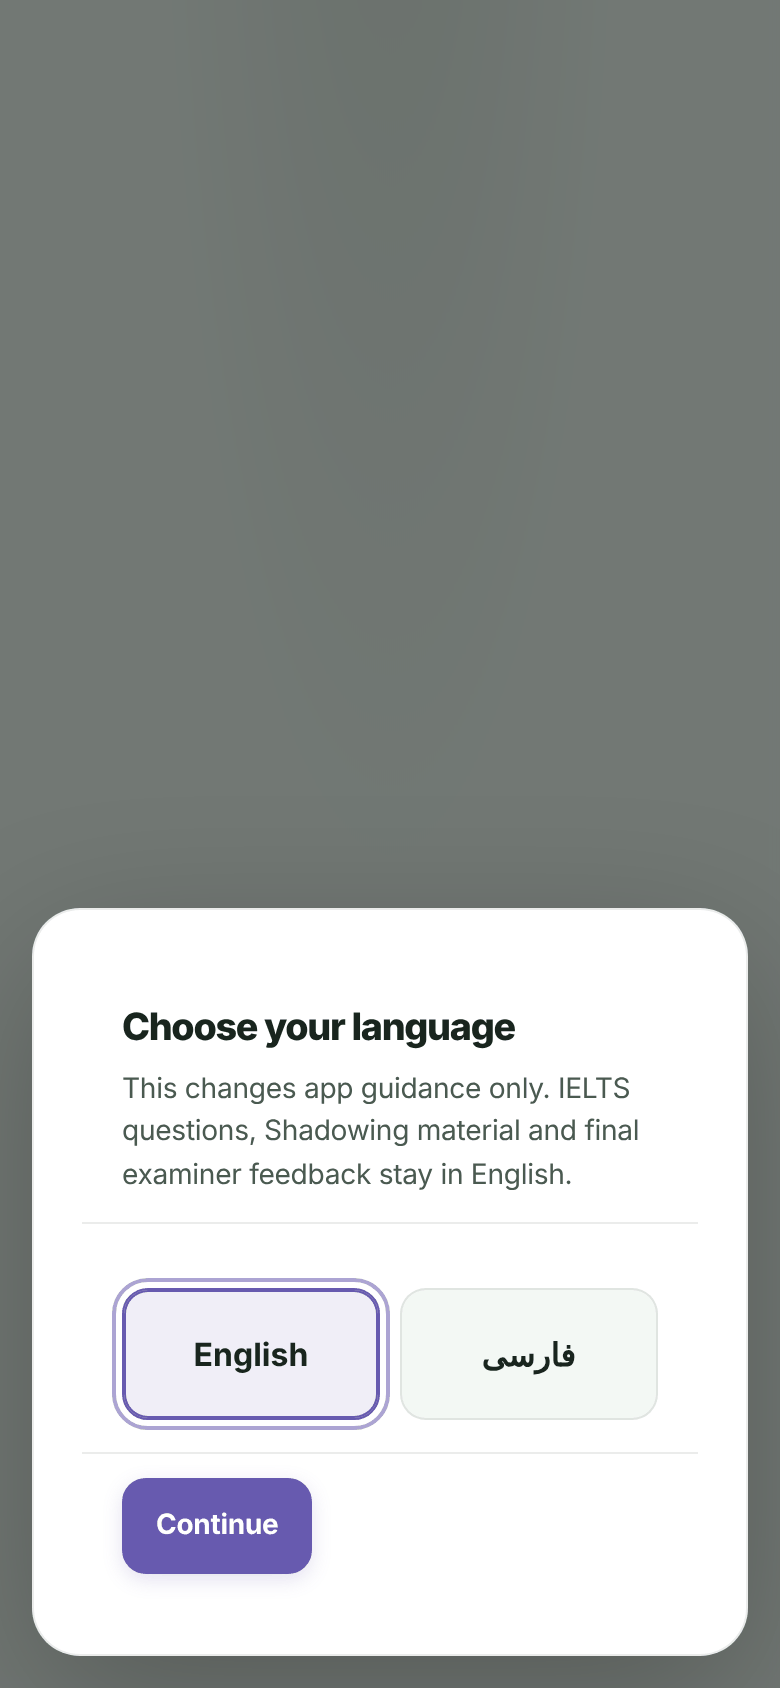 Choose your language
This changes app guidance only. IELTS
questions, Shadowing material and final
examiner feedback stay in English.
English
فارسی
Continue